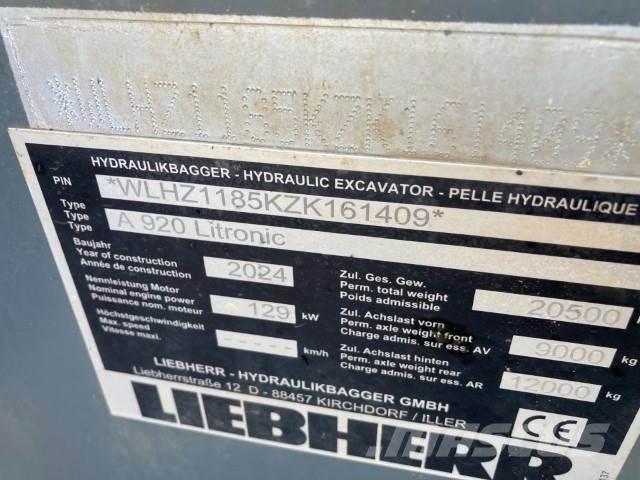 HYDRAULIKBAGGER - HYDRAULIC EXCAVATOR - PELLE HYDRAULIQUE
PIN *WLHZ1185KZK161409*
Type
Type A 920 Litronic
Type
Baujahr
Year of construction 2024
Année de construction
Nennleistung Motor
Nominal engine power 129 kW
Puissance nom. moteur
Höchstgeschwindigkeit
Max. speed ----- km/h
Vitesse maxi.
Zul. Ges. Gew.
Perm. total weight 20500
Poids admissible
Zul. Achslast vorn
Perm. axle weight front 9000 kg
Charge admis. sur ess. AV
Zul. Achslast hinten
Perm. axle weight rear 12000 kg
Charge admis. sur ess. AR
LIEBHERR - HYDRAULIKBAGGER GMBH
Liebherrstraße 12 D - 88457 KIRCHDORF / ILLER
LIEBHERR
CE